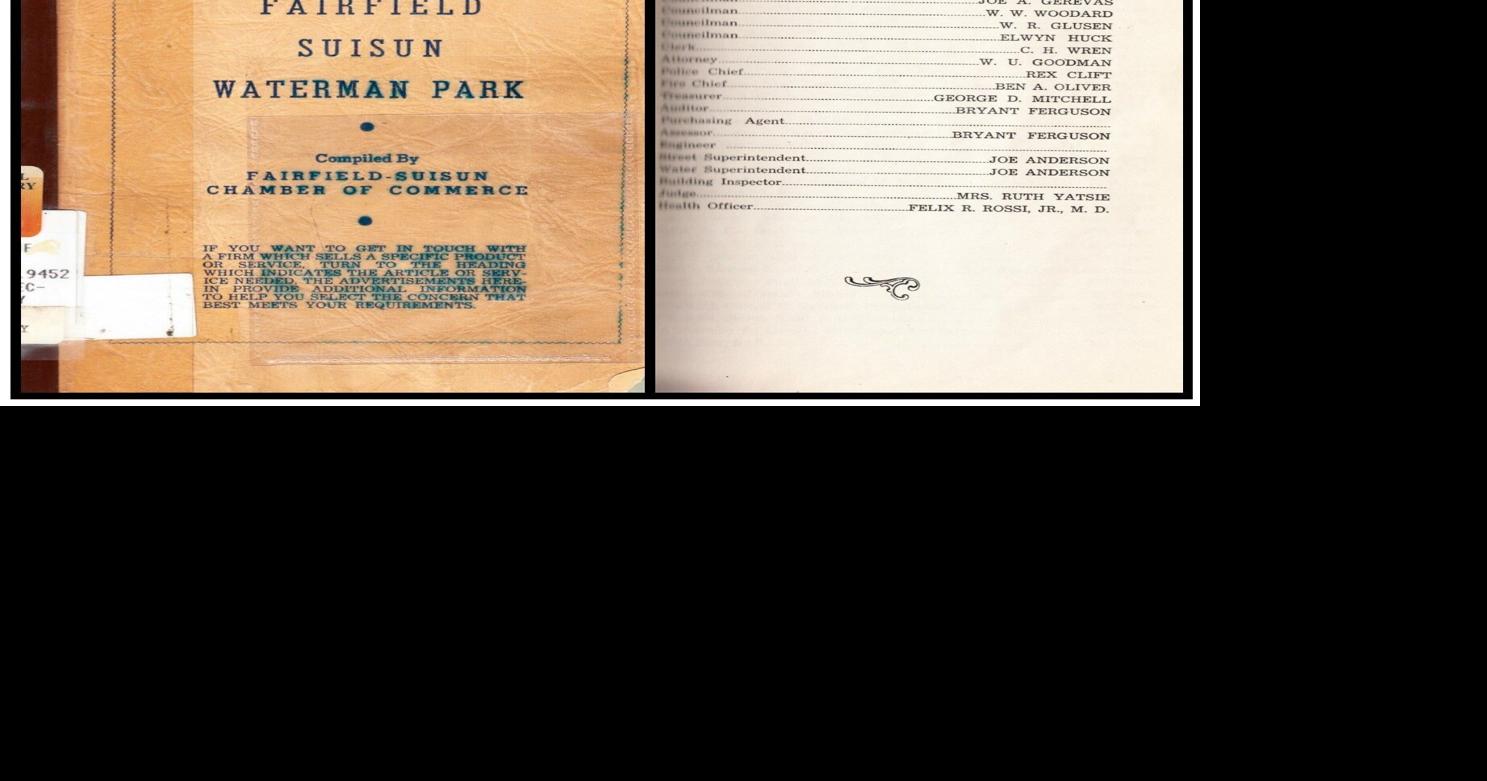 FAIRFIELD
SUISUN
WATERMAN PARK
Compiled By
FAIRFIELD-SUISUN
CHAMBER OF COMMERCE
IF YOU WANT TO GET IN TOUCH WITH
A FIRM WHICH SELLS A SPECIFIC PRODUCT
OR SERVICE, TURN TO THE HEADING
WHICH INDICATES THE ARTICLE OR SERV-
ICE NEEDED. THE ADVERTISEMENTS HERE-
IN PROVIDE ADDITIONAL INFORMATION
TO HELP YOU SELECT THE CONCERN THAT
BEST MEETS YOUR REQUIREMENTS.
L
RY
F
9452
EC-
Y
Y
Councilman JOE A. GEREVAS
Councilman W. W. WOODARD
Councilman W. R. GLUSEN
Councilman ELWYN HUCK
Clerk C. H. WREN
Attorney W. U. GOODMAN
Police Chief REX CLIFT
Fire Chief BEN A. OLIVER
Treasurer GEORGE D. MITCHELL
Auditor BRYANT FERGUSON
Purchasing Agent
Assessor BRYANT FERGUSON
Engineer
Street Superintendent JOE ANDERSON
Water Superintendent JOE ANDERSON
Building Inspector
Judge MRS. RUTH YATSIE
Health Officer FELIX R. ROSSI, JR., M. D.